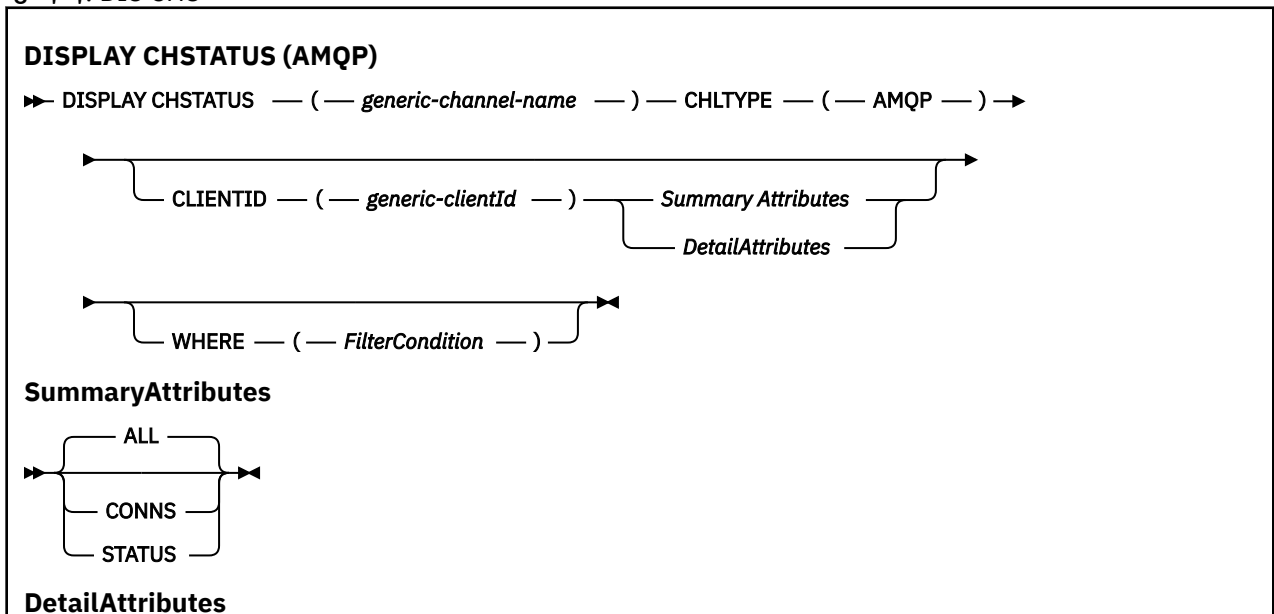 DISPLAY CHSTATUS (AMQP)
DISPLAY CHSTATUS ( generic-channel-name ) CHLTYPE ( AMQP )
CLIENTID ( generic-clientId ) Summary Attributes
DetailAttributes
WHERE ( FilterCondition )
SummaryAttributes
ALL
CONNS
STATUS
DetailAttributes